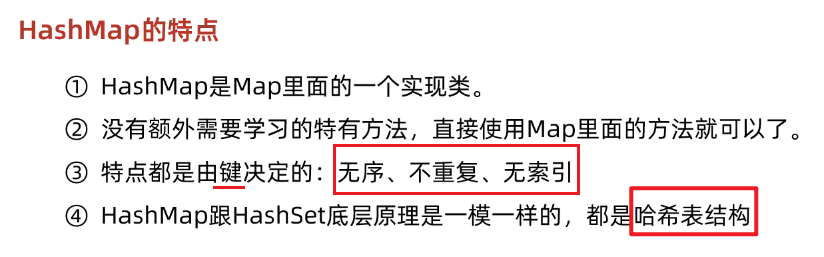 HashMap的特点
① HashMap是Map里面的一个实现类。
② 没有额外需要学习的特有方法，直接使用Map里面的方法就可以了。
③ 特点都是由键决定的：无序、不重复、无索引
④ HashMap跟HashSet底层原理是一模一样的，都是哈希表结构